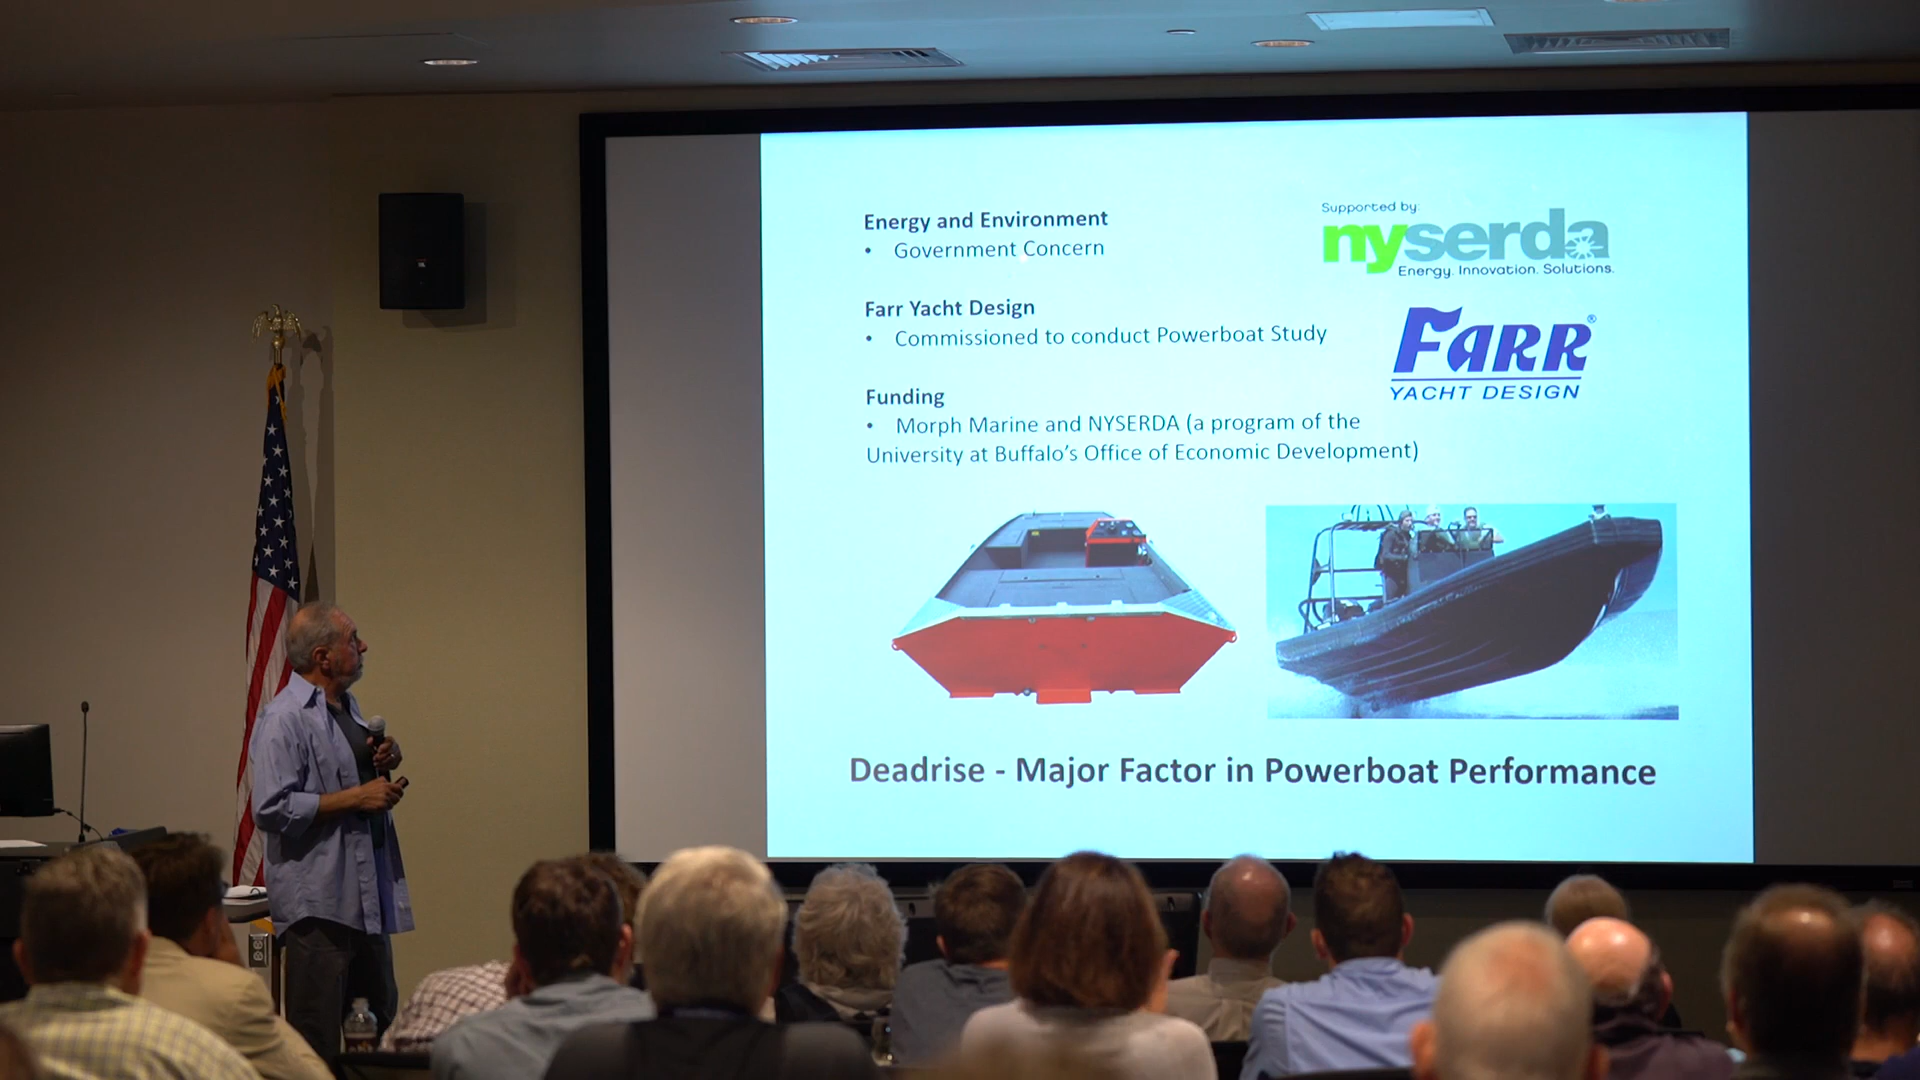 Energy and Environment
• Government Concern
Farr Yacht Design
• Commissioned to conduct Powerboat Study
Funding
• Morph Marine and NYSERDA (a program of the
University at Buffalo’s Office of Economic Development)
Supported by:
nyserda
Energy. Innovation. Solutions.
FARR®
YACHT DESIGN
Deadrise - Major Factor in Powerboat Performance